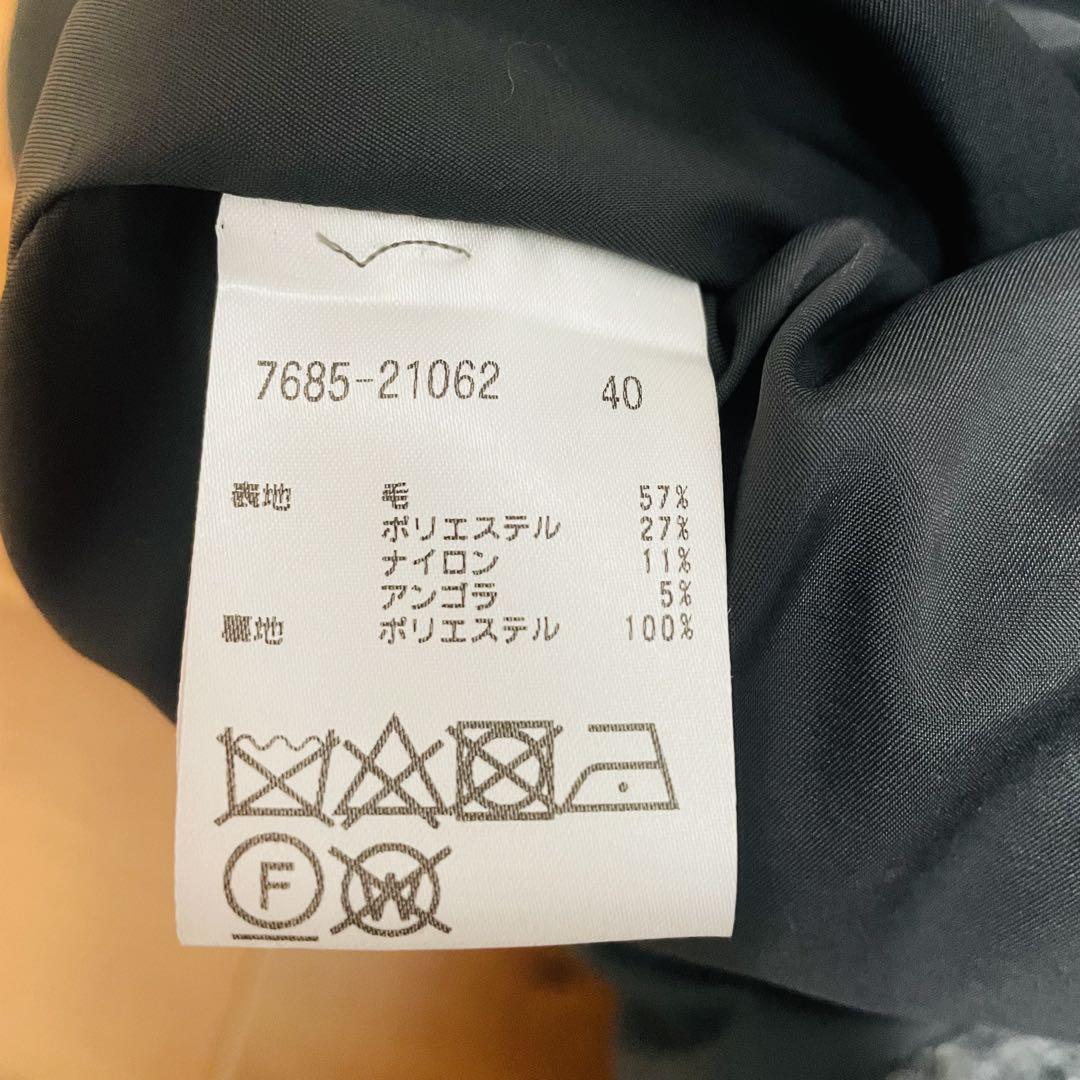 7685-21062 40
表地 毛 57%
ポリエステル 27%
ナイロン 11%
アンゴラ 5%
裏地 ポリエステル 100%
F W